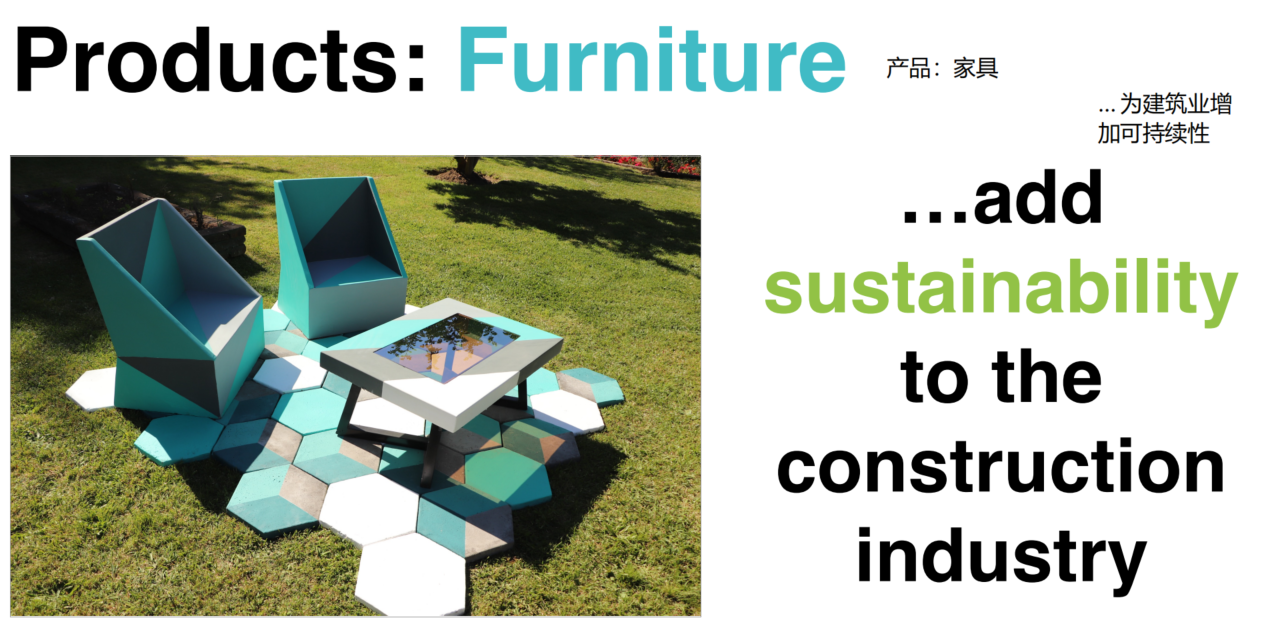 Products: Furniture
产品：家具
... 为建筑业增
加可持续性
...add
sustainability
to the
construction
industry